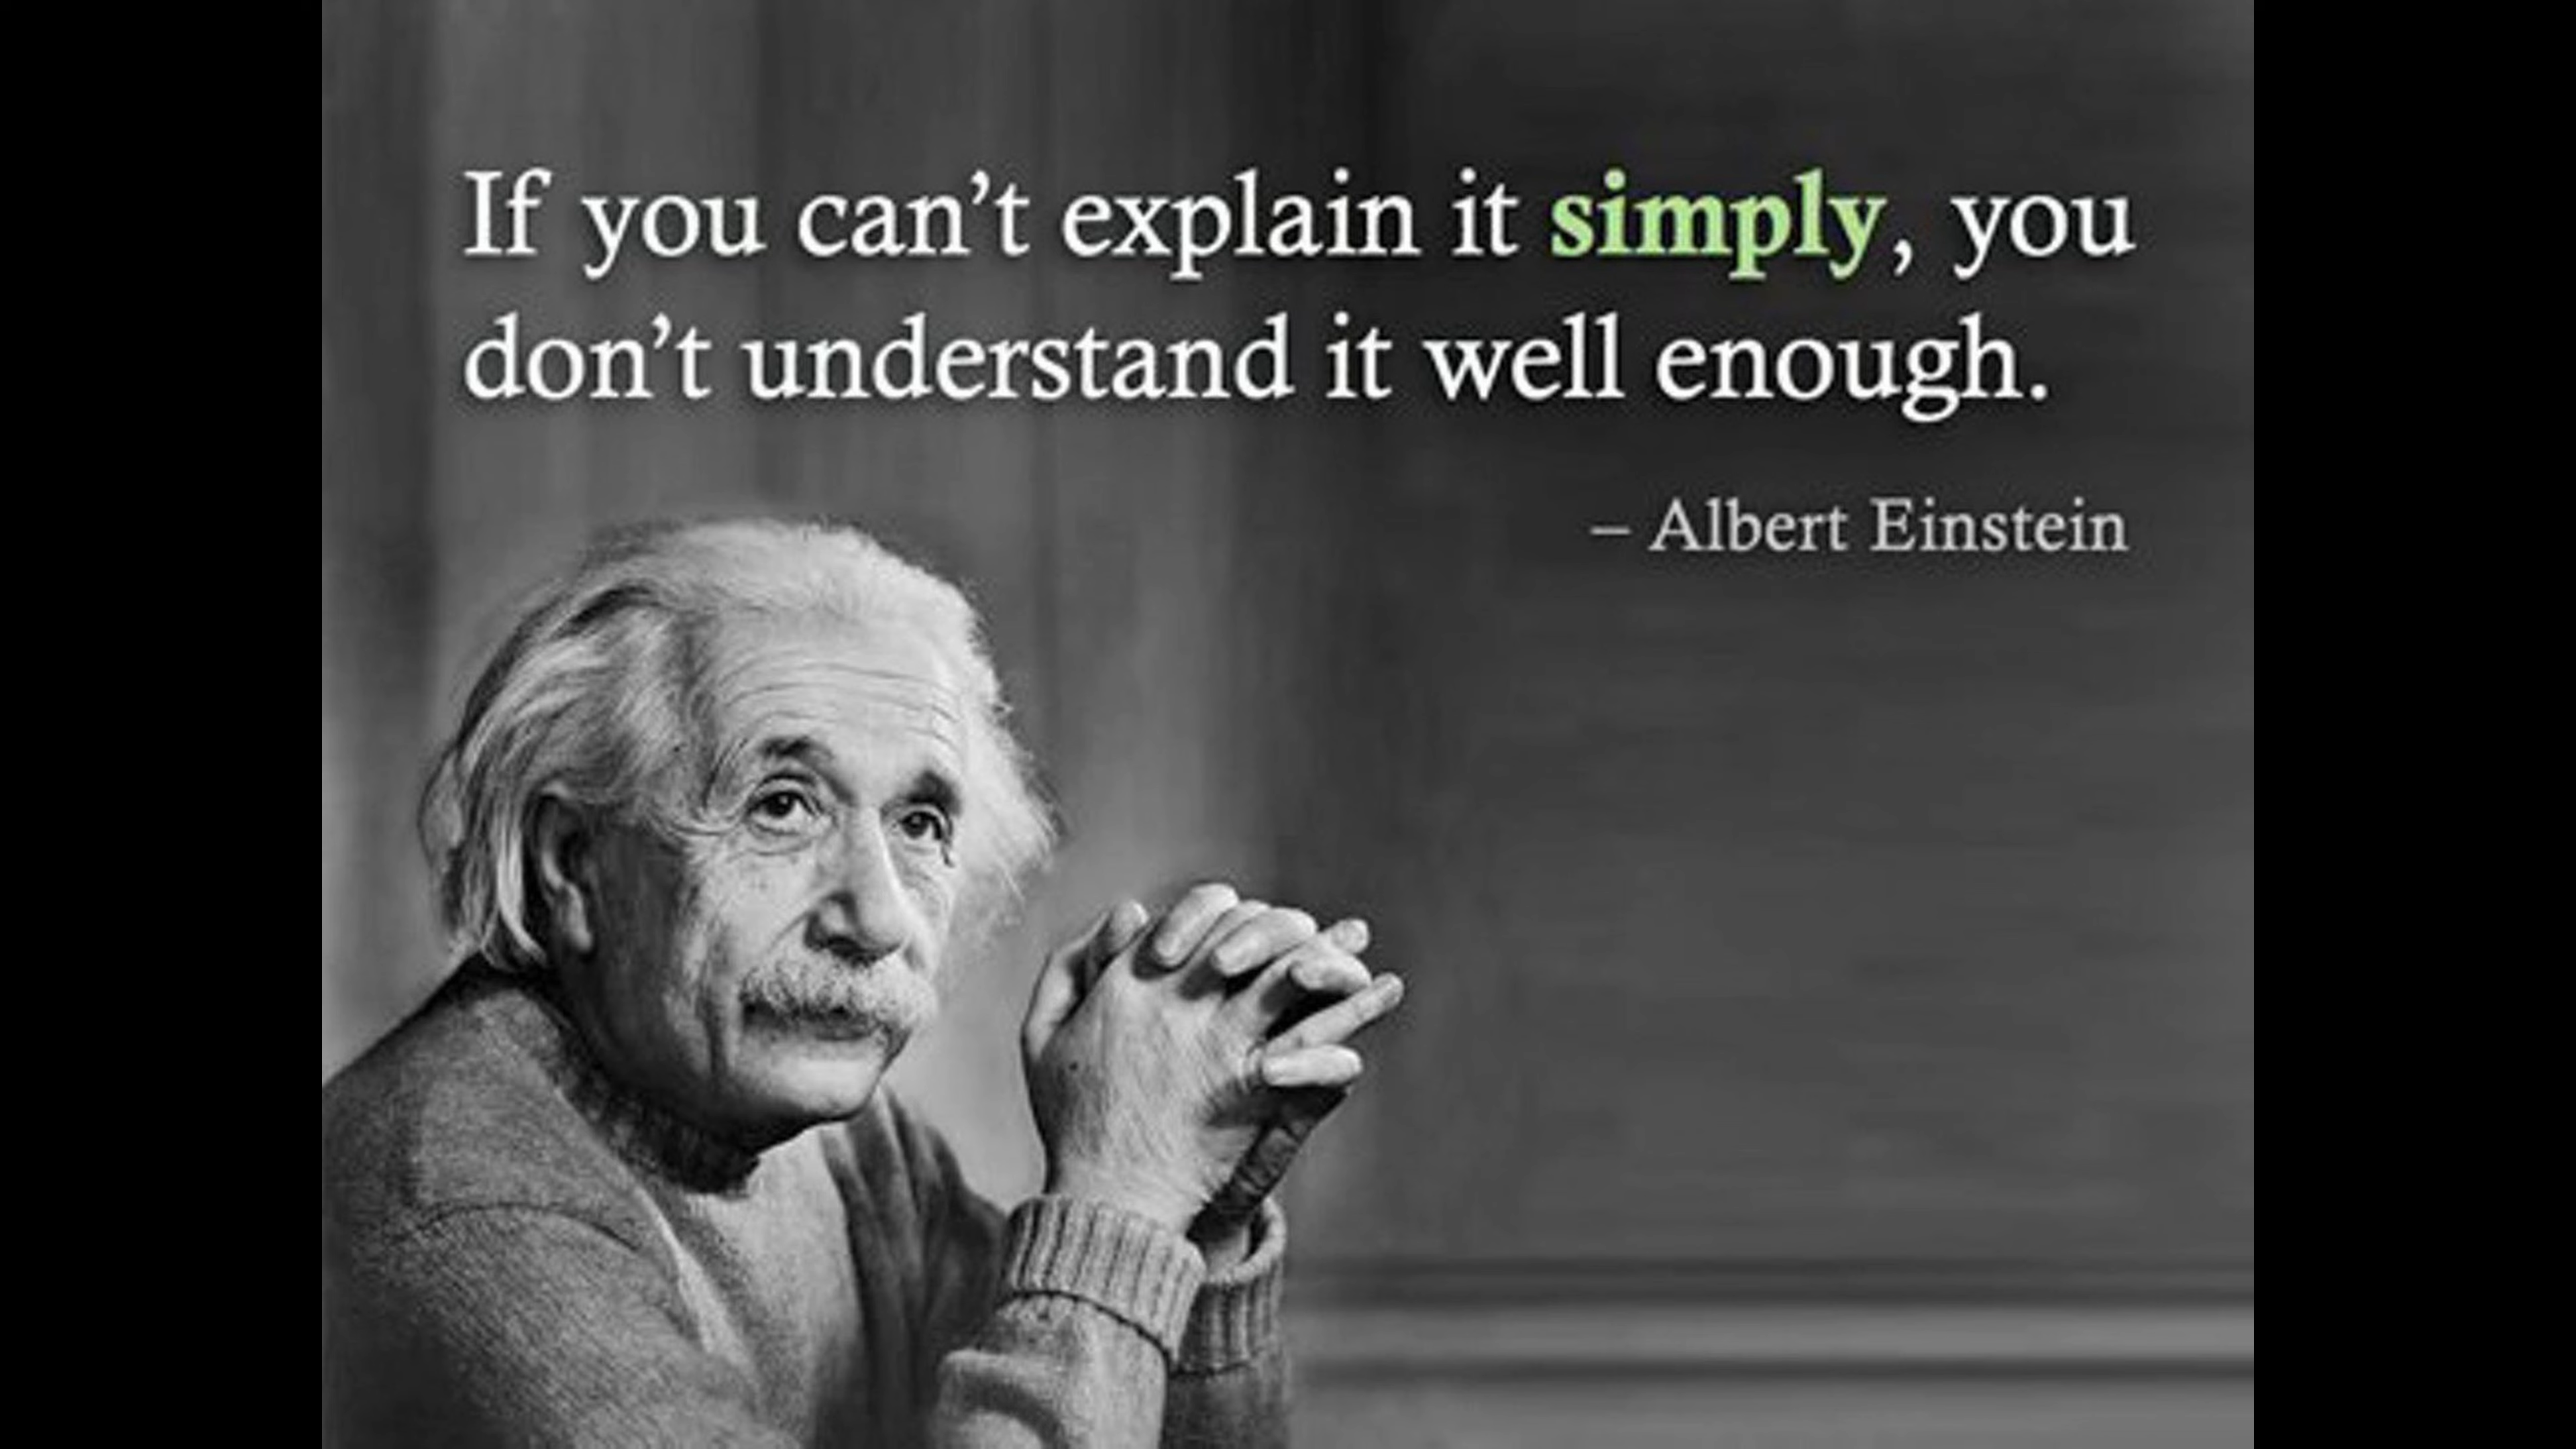 If you can’t explain it simply, you
don’t understand it well enough.
– Albert Einstein